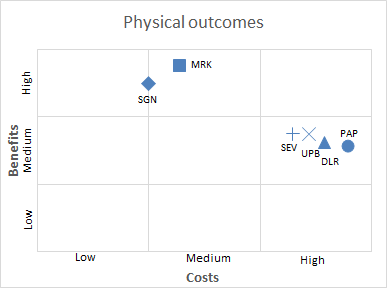 Physical outcomes
High
MRK
SGN
Benefits
Medium
SEV
UPB
DLR
PAP
Low
Low
Medium
High
Costs